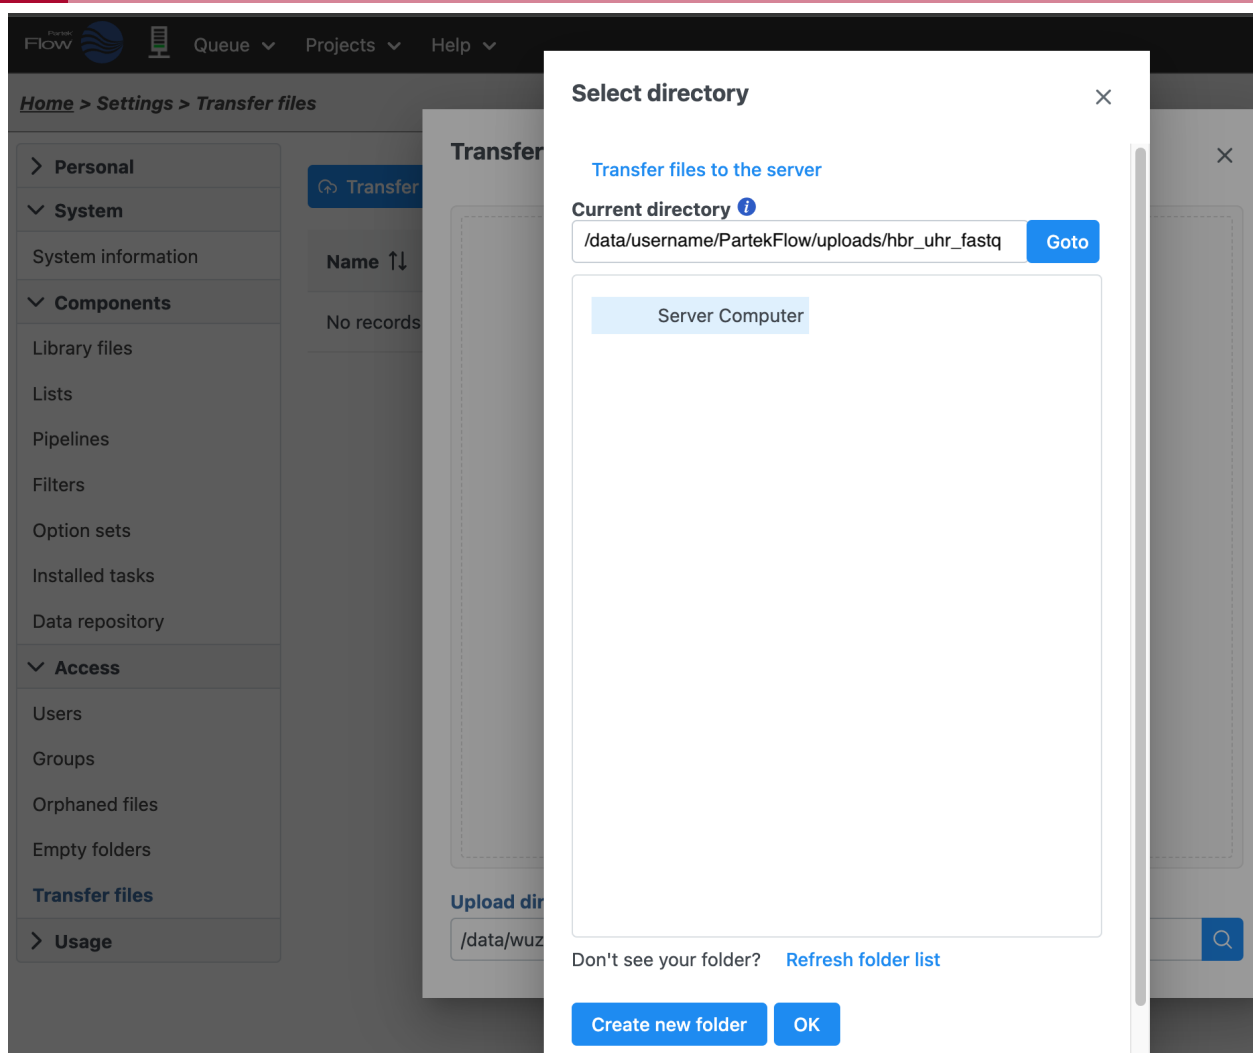 Partek
Flow
Queue
Projects
Help
Home > Settings > Transfer files
Personal
System
System information
Components
Library files
Lists
Pipelines
Filters
Option sets
Installed tasks
Data repository
Access
Users
Groups
Orphaned files
Empty folders
Transfer files
Usage
Transfer
Name
No records
Transfer
Upload dir
/data/wuz
Select directory
Transfer files to the server
Current directory
/data/username/PartekFlow/uploads/hbr_uhr_fastq
Goto
Server Computer
Don't see your folder? Refresh folder list
Create new folder
OK